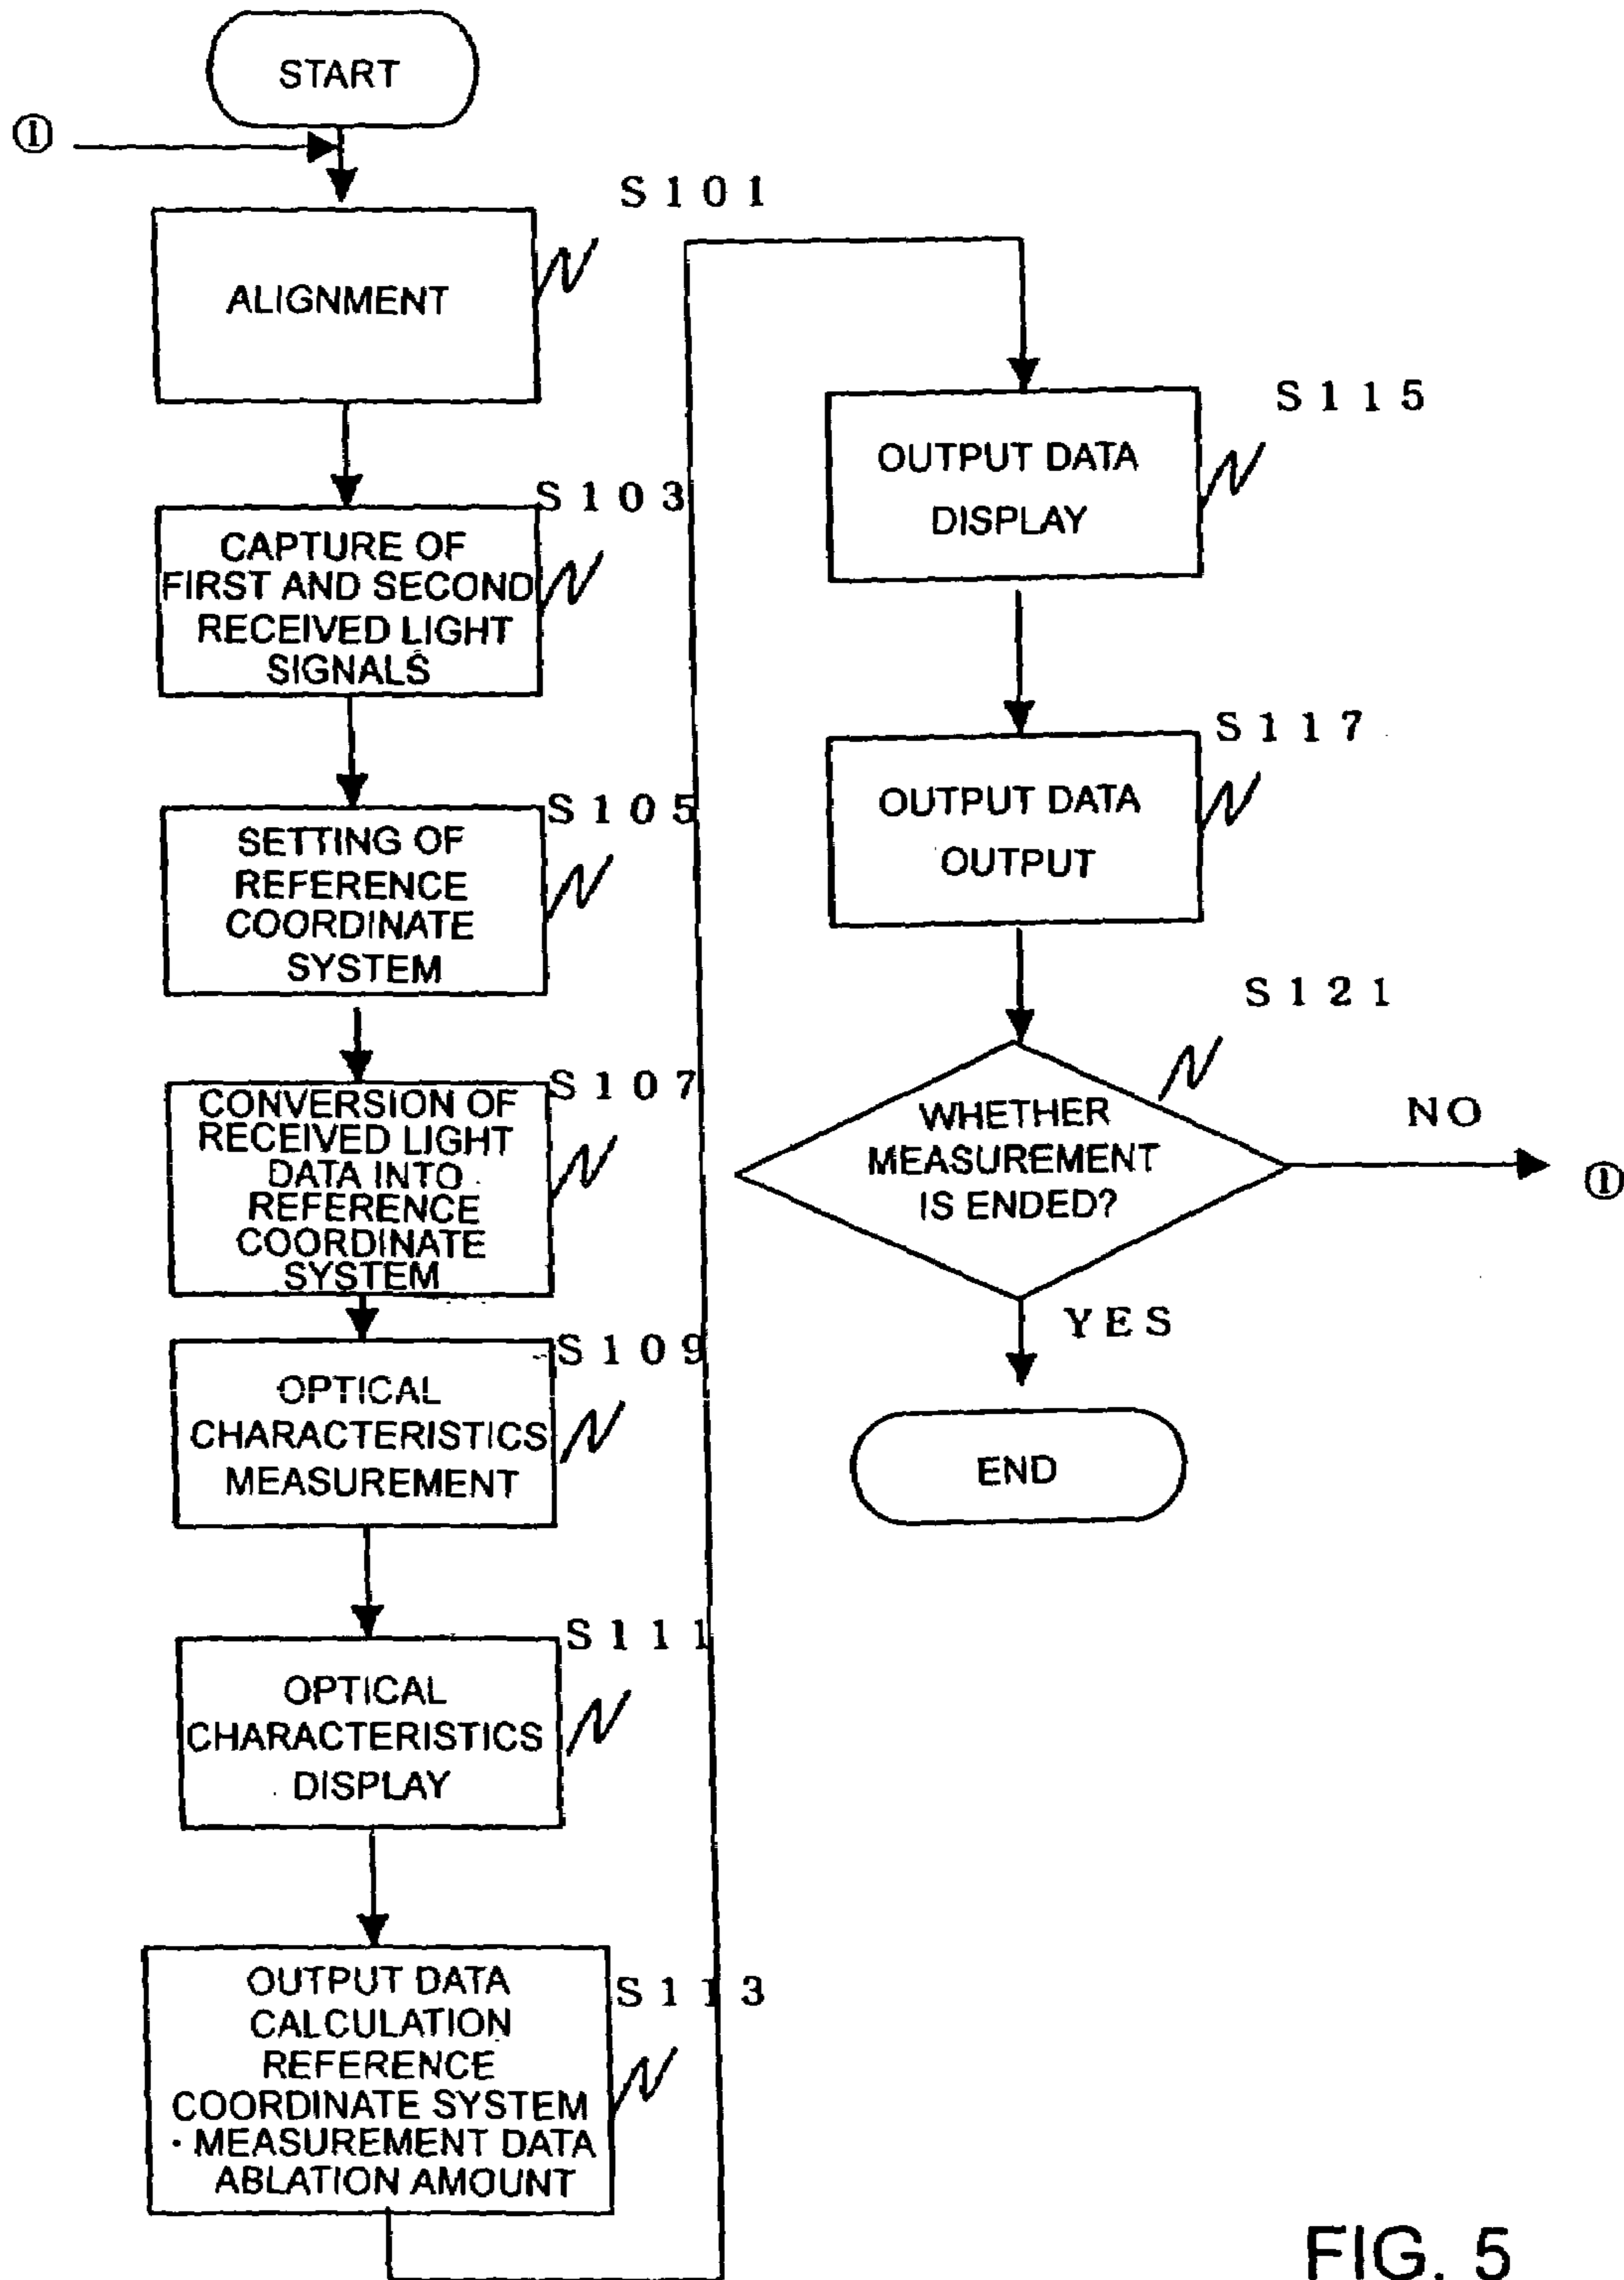 START
①
S101
ALIGNMENT
S103
CAPTURE OF
FIRST AND SECOND
RECEIVED LIGHT
SIGNALS
S105
SETTING OF
REFERENCE
COORDINATE
SYSTEM
S107
CONVERSION OF
RECEIVED LIGHT
DATA INTO
REFERENCE
COORDINATE
SYSTEM
S109
OPTICAL
CHARACTERISTICS
MEASUREMENT
S111
OPTICAL
CHARACTERISTICS
DISPLAY
S113
OUTPUT DATA
CALCULATION
REFERENCE
COORDINATE SYSTEM
· MEASUREMENT DATA
ABLATION AMOUNT
S115
OUTPUT DATA
DISPLAY
S117
OUTPUT DATA
OUTPUT
S121
WHETHER
MEASUREMENT
IS ENDED?
NO
①
YES
END
FIG. 5